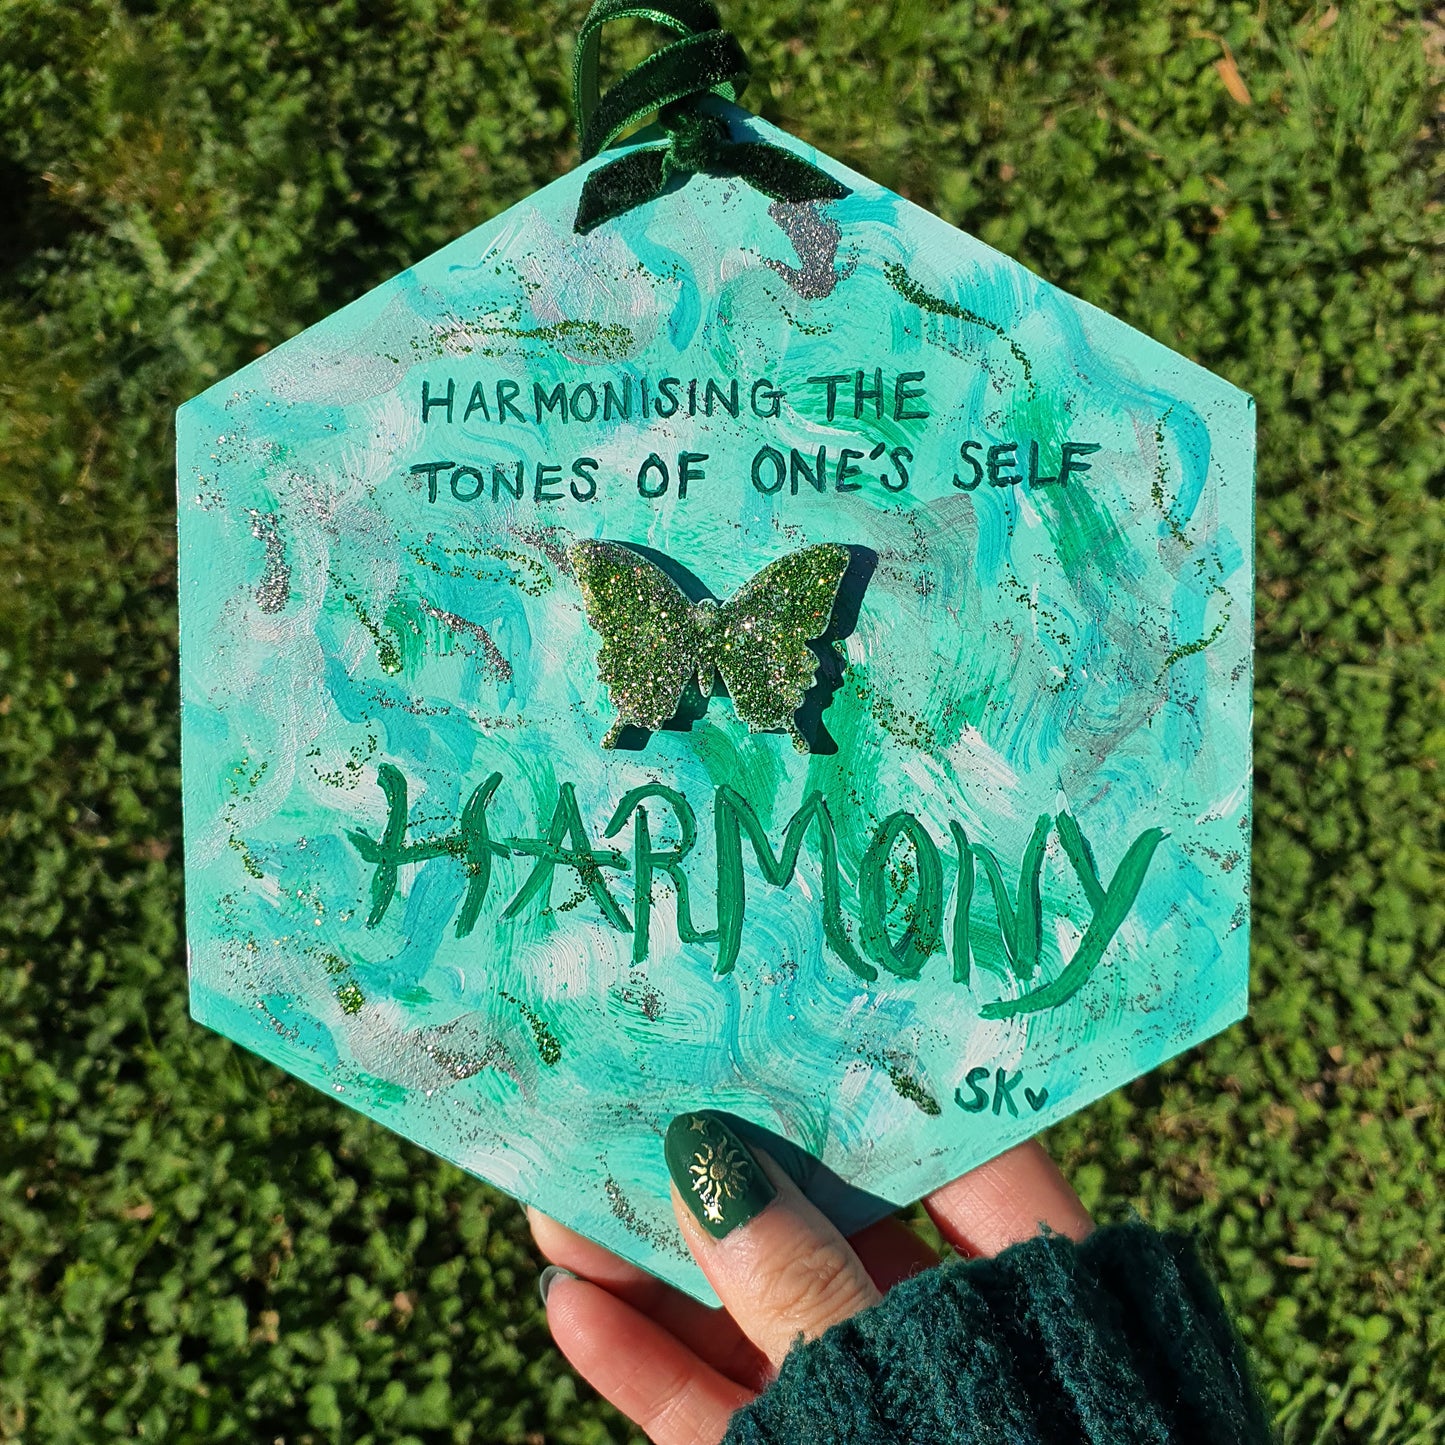 HARMONISING THE
TONES OF ONE'S SELF
HARMONY
SK